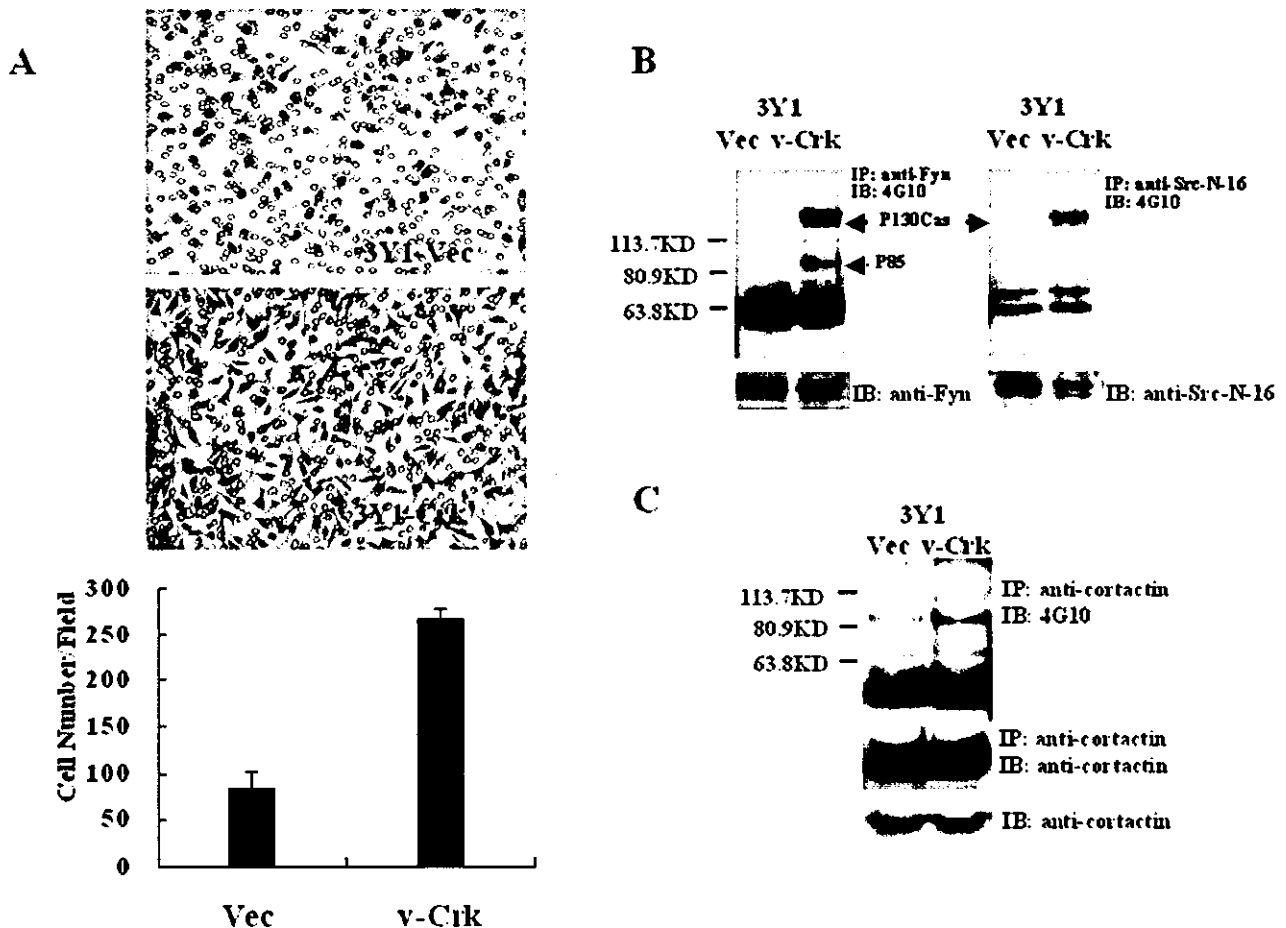 A
3Y1-Vec
3Y1-Crk
Cell Number/Field
300
250
200
150
100
50
0
Vec
v-Crk
B
3Y1
Vec v-Crk
IP: anti-Fyn
IB: 4G10
P130Cas
113.7KD
80.9KD
P85
63.8KD
IB: anti-Fyn
3Y1
Vec v-Crk
IP: anti-Src-N-16
IB: 4G10
IB: anti-Src-N-16
C
3Y1
Vec v-Crk
113.7KD
80.9KD
63.8KD
IP: anti-cortactin
IB: 4G10
IP: anti-cortactin
IB: anti-cortactin
IB: anti-cortactin